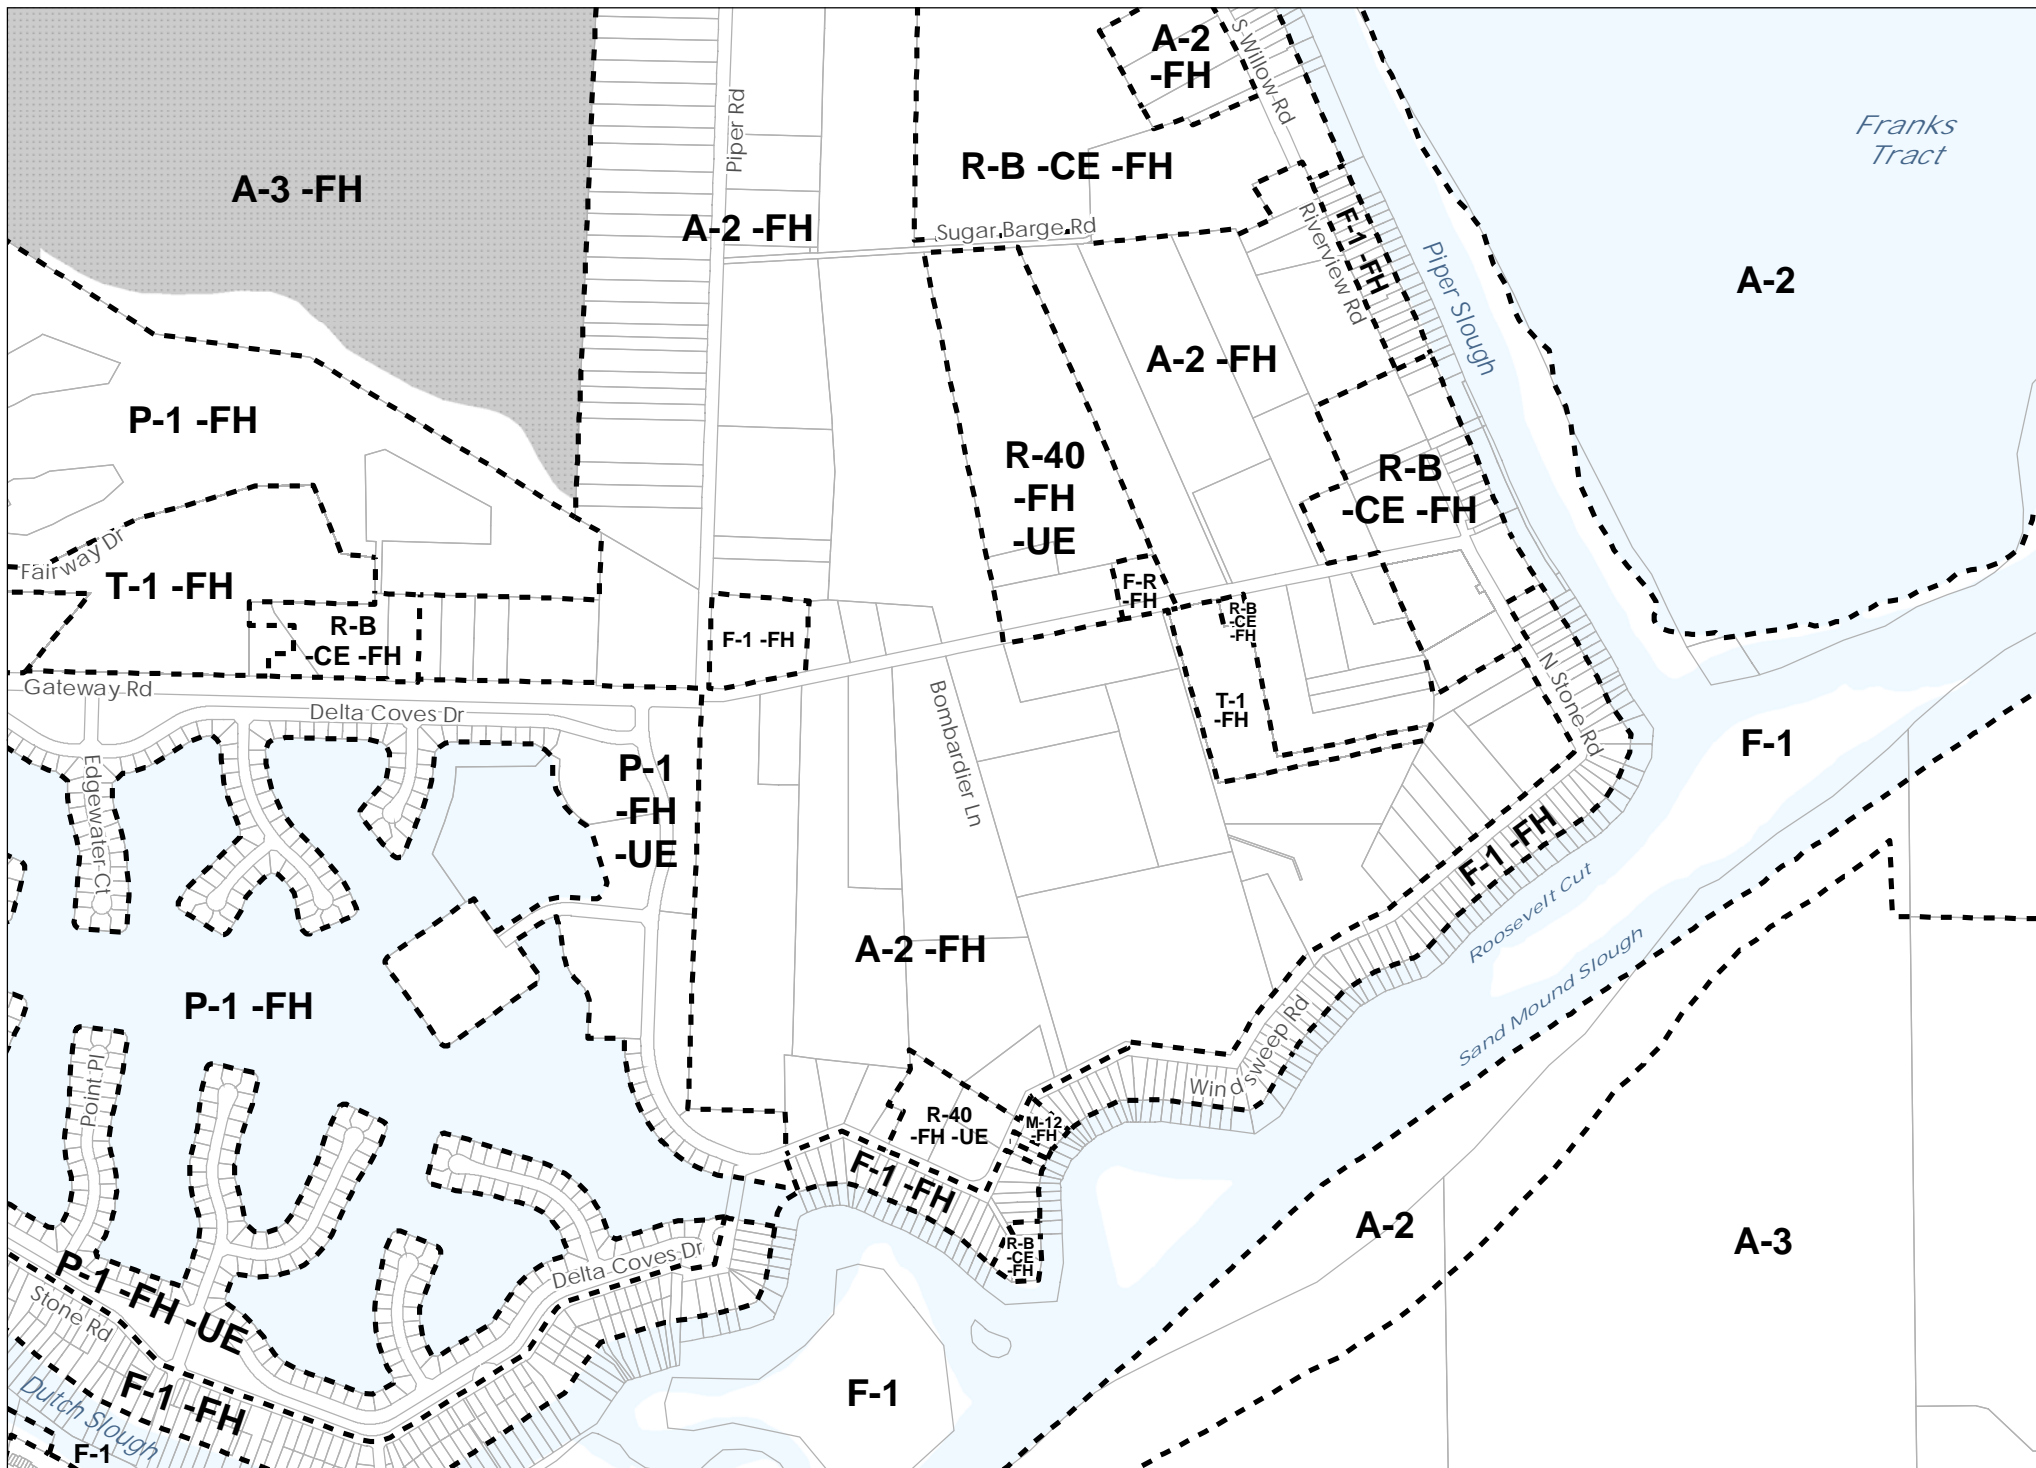 A-2
-FH
S Willow Rd
Piper Rd
Franks
Tract
R-B -CE -FH
A-3 -FH
A-2 -FH
Sugar Barge Rd
F-1 -FH
Riverview Rd
Piper Slough
A-2
A-2 -FH
P-1 -FH
R-40
-FH
-UE
R-B
-CE -FH
Fairway Dr
T-1 -FH
F-R
-FH
R-B
-CE
-FH
R-B
-CE -FH
F-1 -FH
N Stone Rd
Gateway Rd
Delta Coves Dr
Bombardier Ln
T-1
-FH
F-1
Edgewater Ct
P-1
-FH
-UE
F-1 -FH
Roosevelt Cut
A-2 -FH
Sand Mound Slough
P-1 -FH
Windsweep Rd
Point Pl
R-40
-FH -UE
M-12
-FH
F-1 -FH
A-2
A-3
R-B
-CE
-FH
Delta Coves Dr
P-1 -FH -UE
Stone Rd
F-1 -FH
F-1
Dutch Slough
F-1